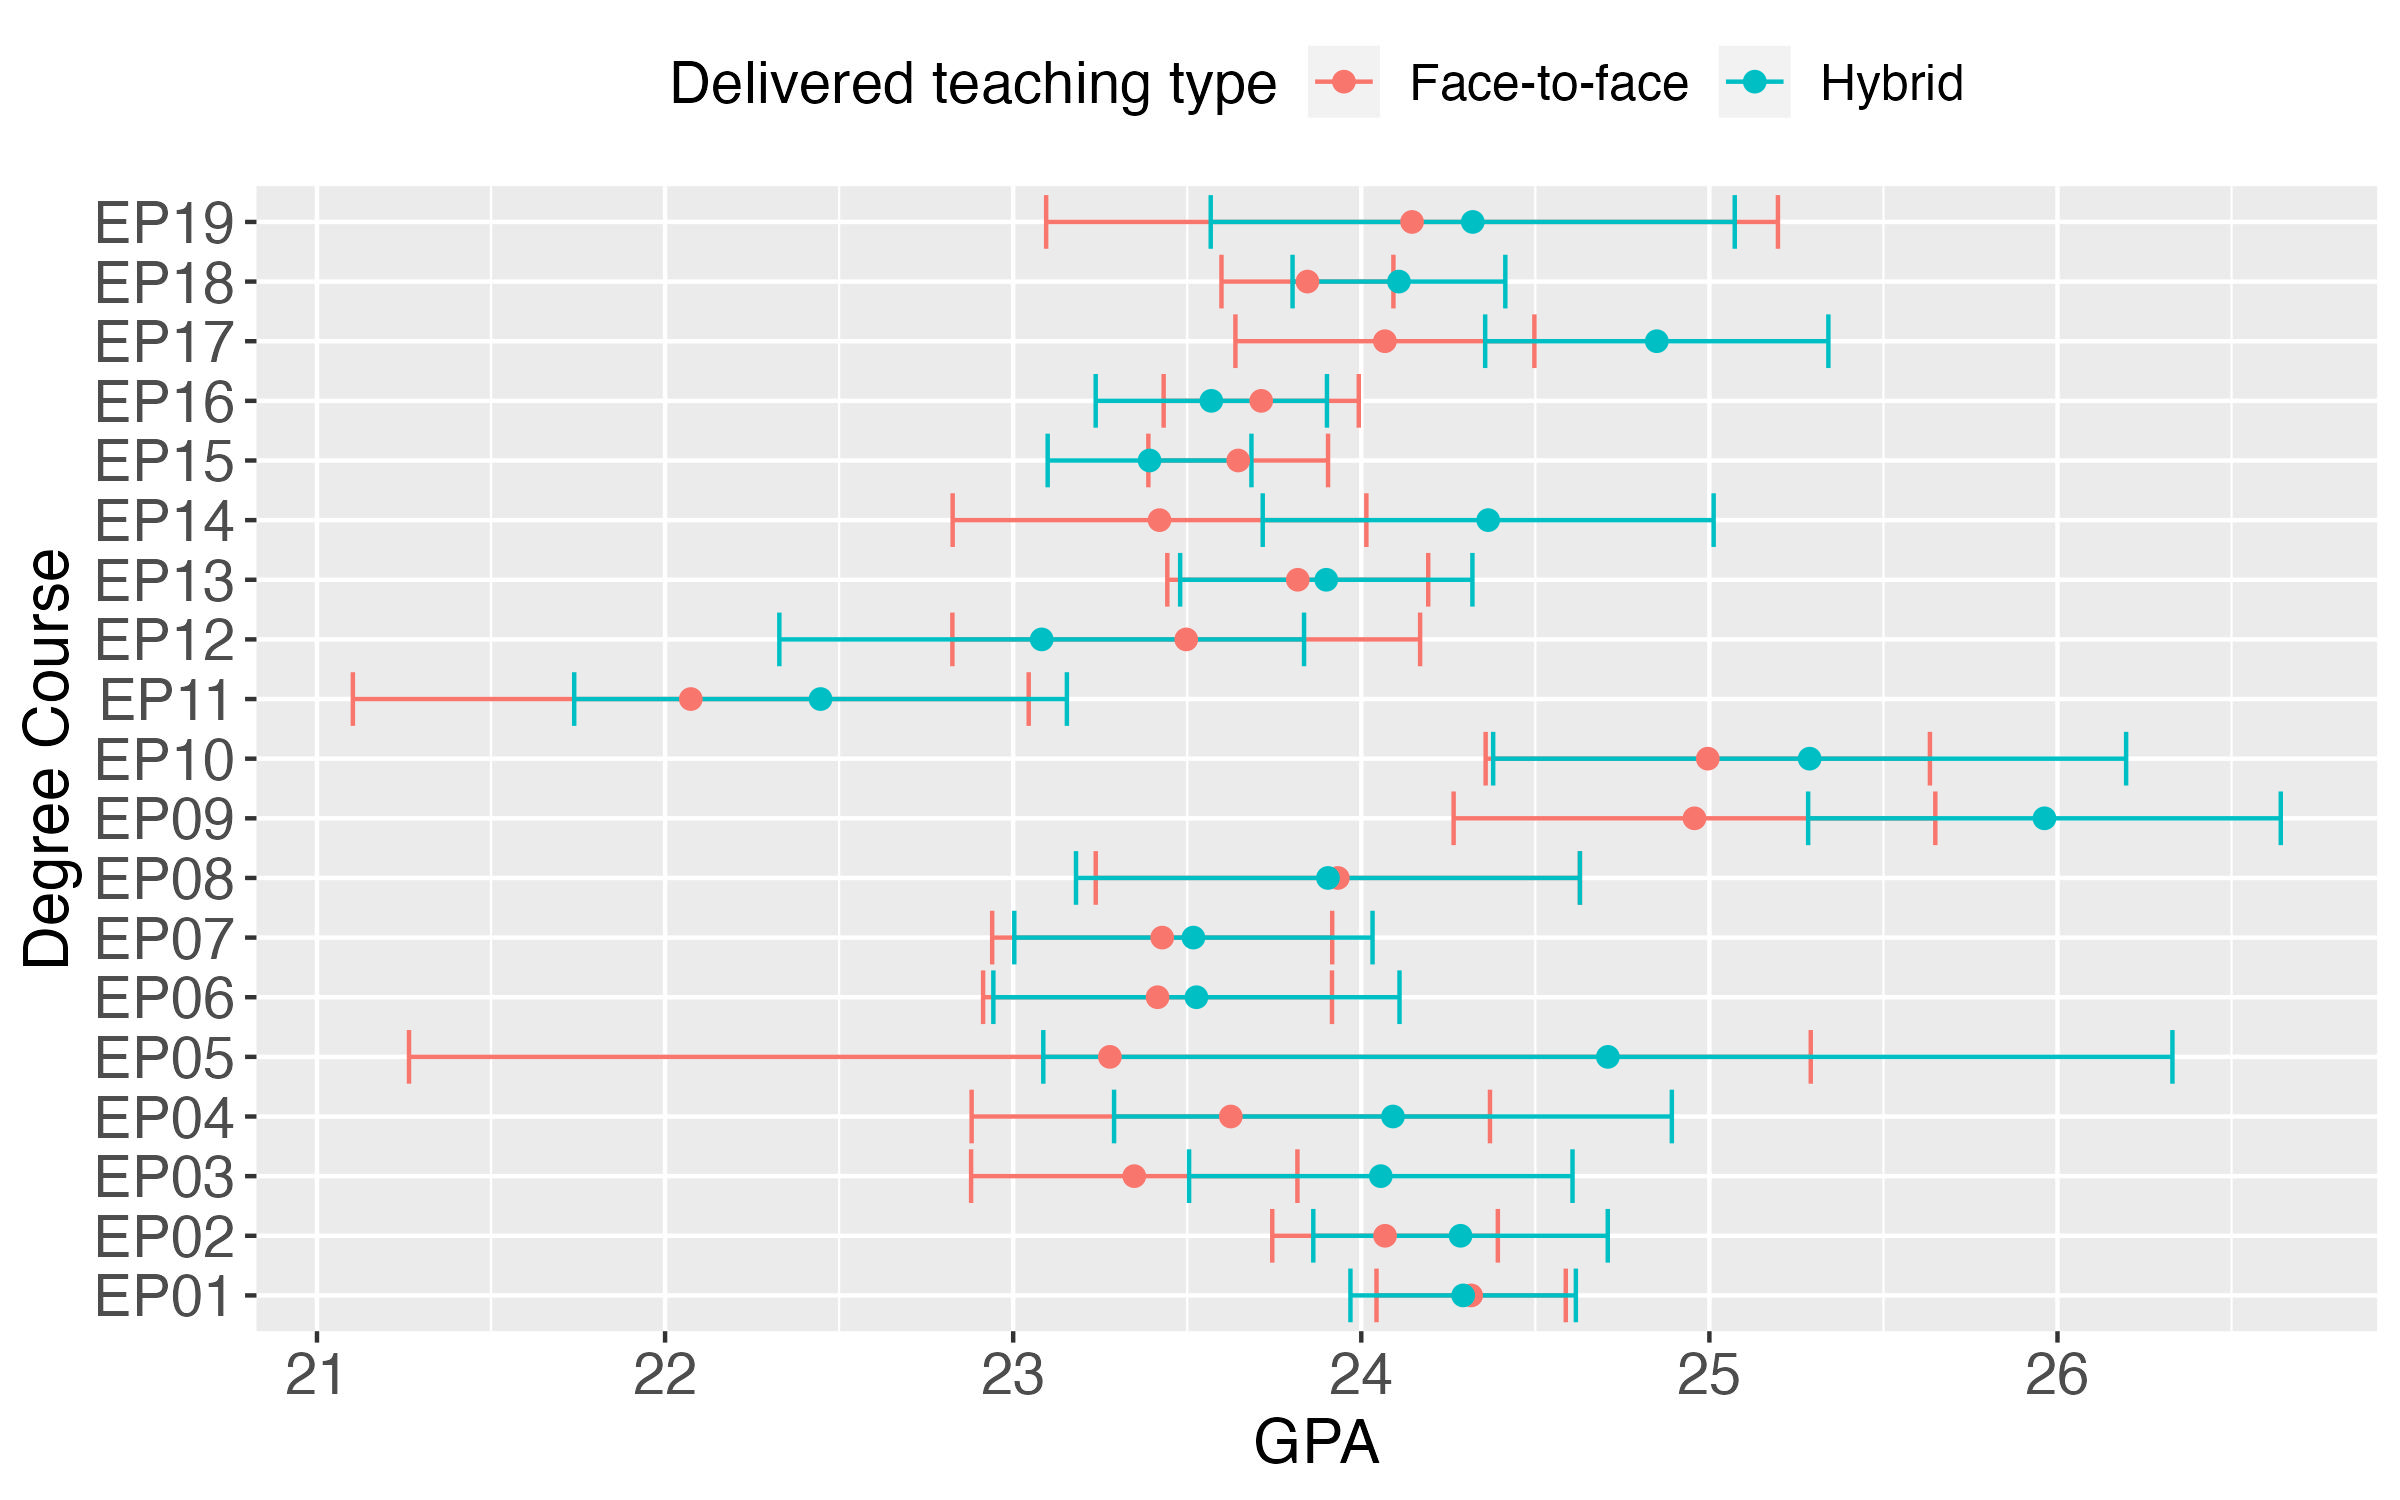 Delivered teaching type Face-to-face Hybrid
EP19
EP18
EP17
EP16
EP15
EP14
EP13
EP12
EP11
EP10
EP09
EP08
EP07
EP06
EP05
EP04
EP03
EP02
EP01
Degree Course
21 22 23 24 25 26
GPA